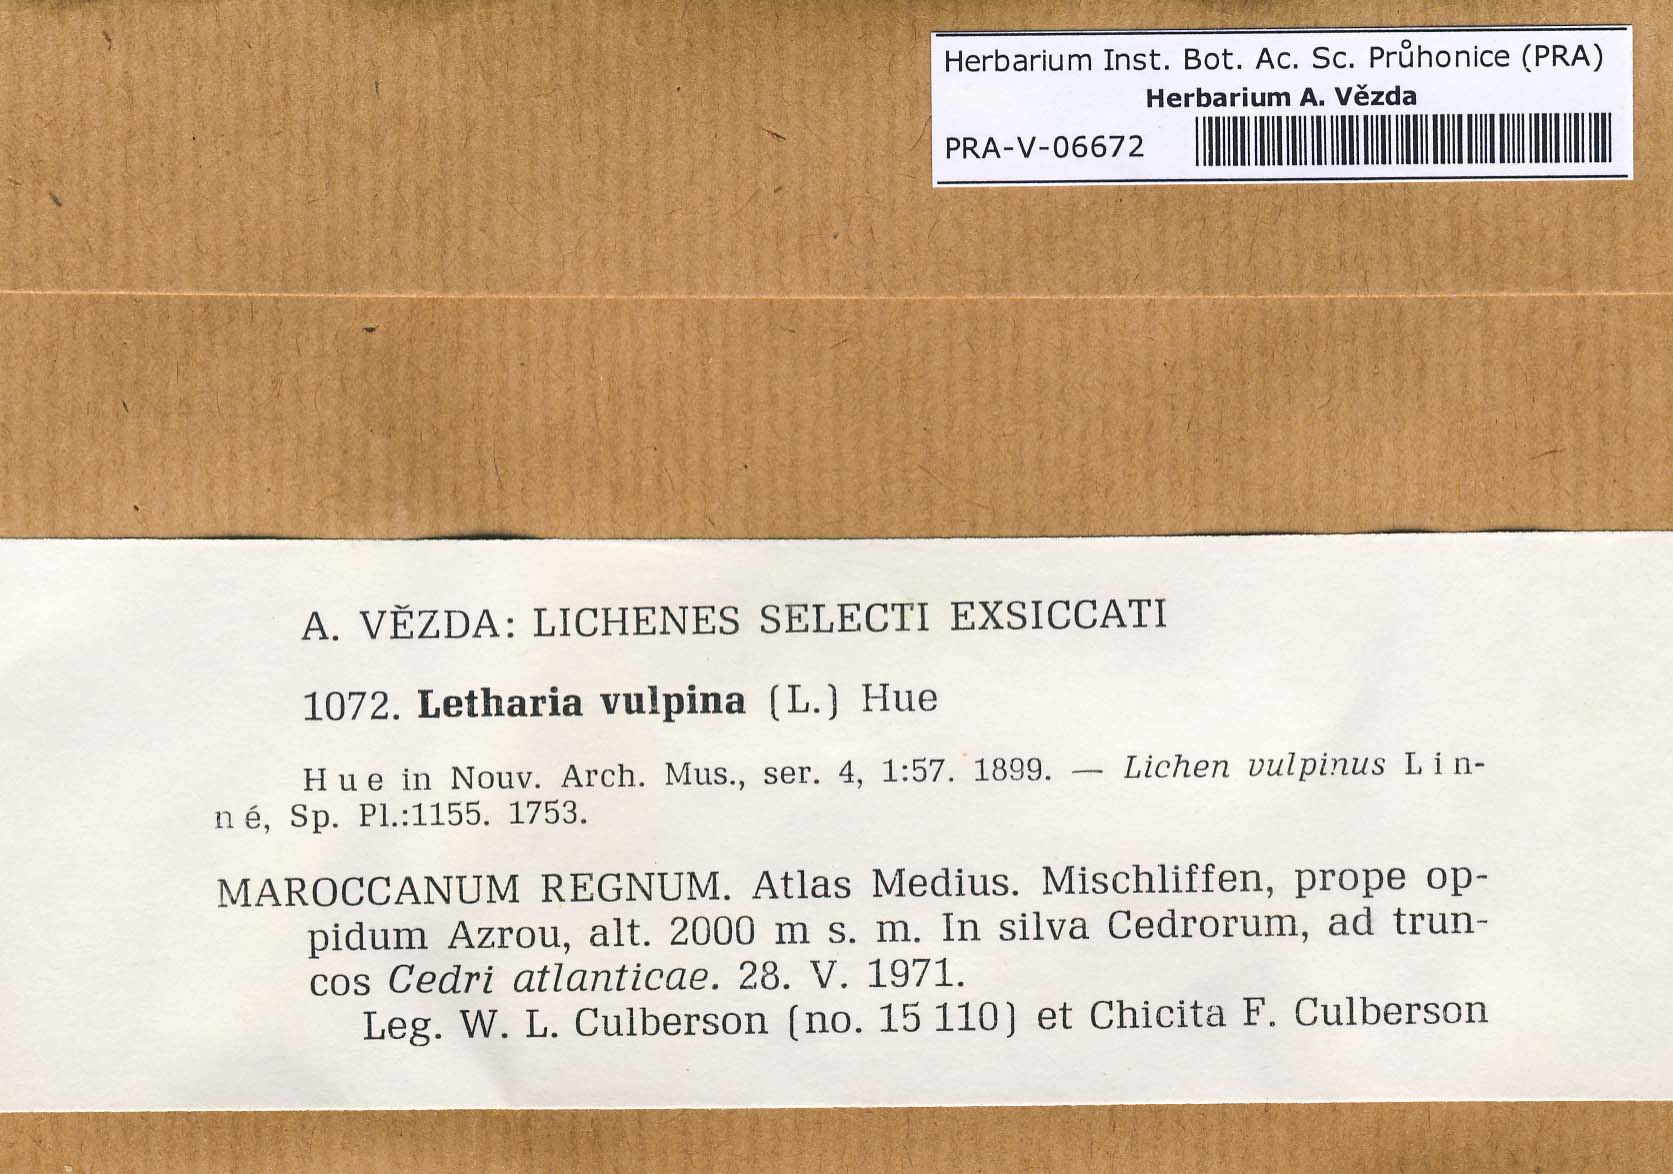 Herbarium Inst. Bot. Ac. Sc. Průhonice (PRA)
Herbarium A. Vězda
PRA-V-06672
A. VĚZDA: LICHENES SELECTI EXSICCATI
1072. Letharia vulpina (L.) Hue
Hue in Nouv. Arch. Mus., ser. 4, 1:57. 1899. — Lichen vulpinus Lin-
né, Sp. Pl.:1155. 1753.
MAROCCANUM REGNUM. Atlas Medius. Mischliffen, prope op-
pidum Azrou, alt. 2000 m s. m. In silva Cedrorum, ad trun-
cos Cedri atlanticae. 28. V. 1971.
Leg. W. L. Culberson (no. 15 110) et Chicita F. Culberson